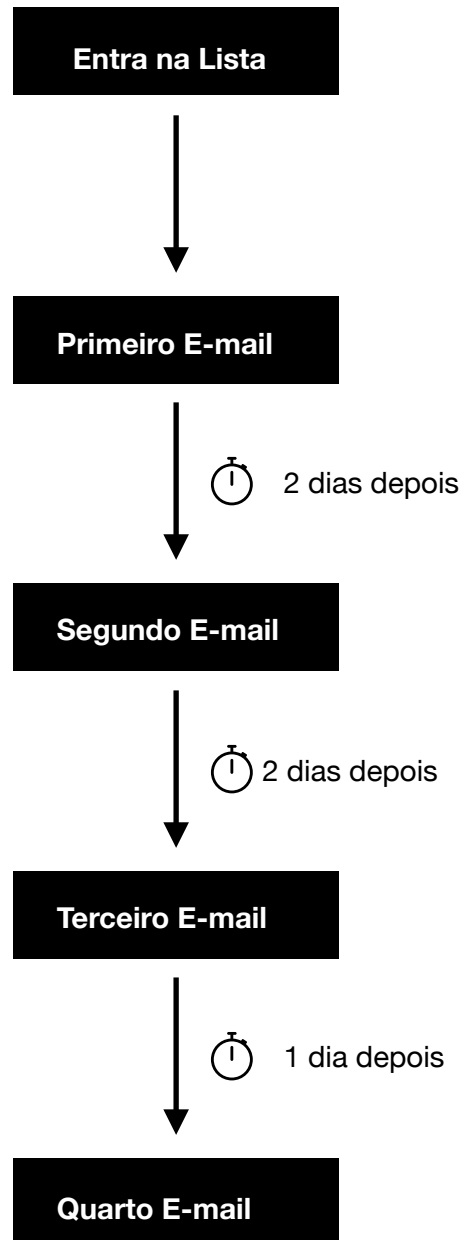 Entra na Lista
Primeiro E-mail
2 dias depois
Segundo E-mail
2 dias depois
Terceiro E-mail
1 dia depois
Quarto E-mail